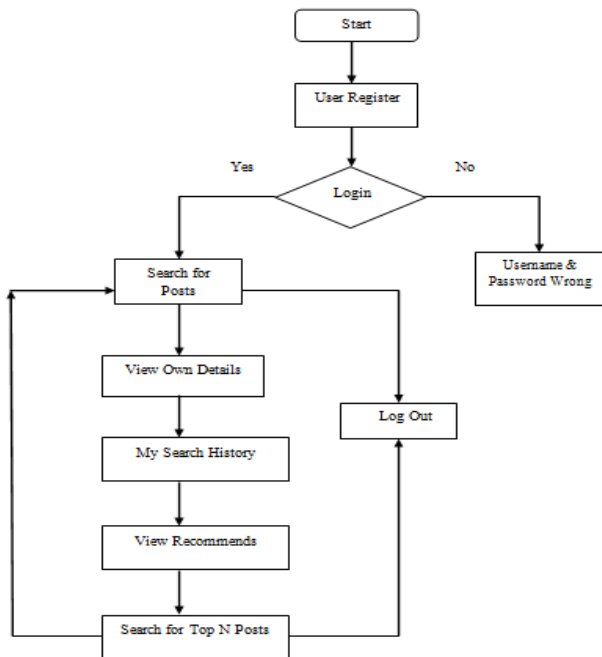 Start
User Register
Yes
No
Login
Username &
Password Wrong
Search for
Posts
View Own Details
Log Out
My Search History
View Recommends
Search for Top N Posts